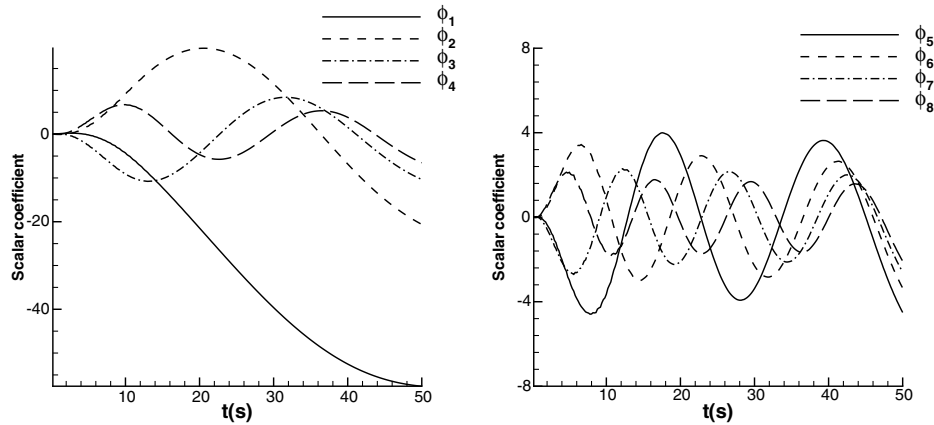 ϕ1
ϕ2
ϕ3
ϕ4
0
-20
-40
Scalar coefficient
10 20 30 40 50
t(s)
ϕ5
ϕ6
ϕ7
ϕ8
8
4
0
-4
-8
Scalar coefficient
10 20 30 40 50
t(s)